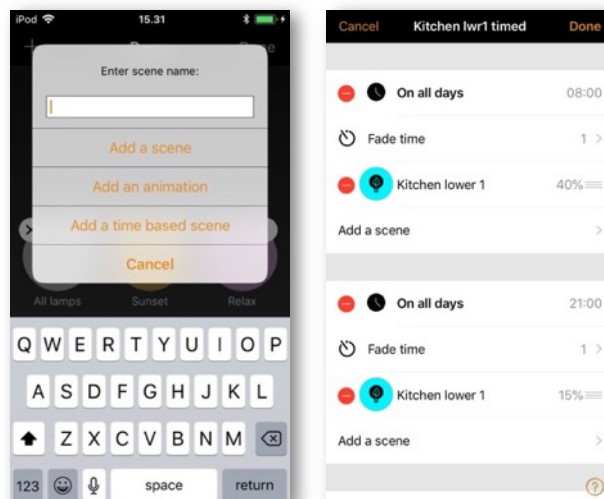 iPod 15.31
Enter scene name:
Add a scene
Add an animation
Add a time based scene
Cancel
All lamps Sunset Relax
Q W E R T Y U I O P
A S D F G H J K L
Z X C V B N M
123 space return
Cancel Kitchen lwr1 timed Done
On all days 08:00
Fade time 1 >
Kitchen lower 1 40%
Add a scene >
On all days 21:00
Fade time 1 >
Kitchen lower 1 15%
Add a scene >
?